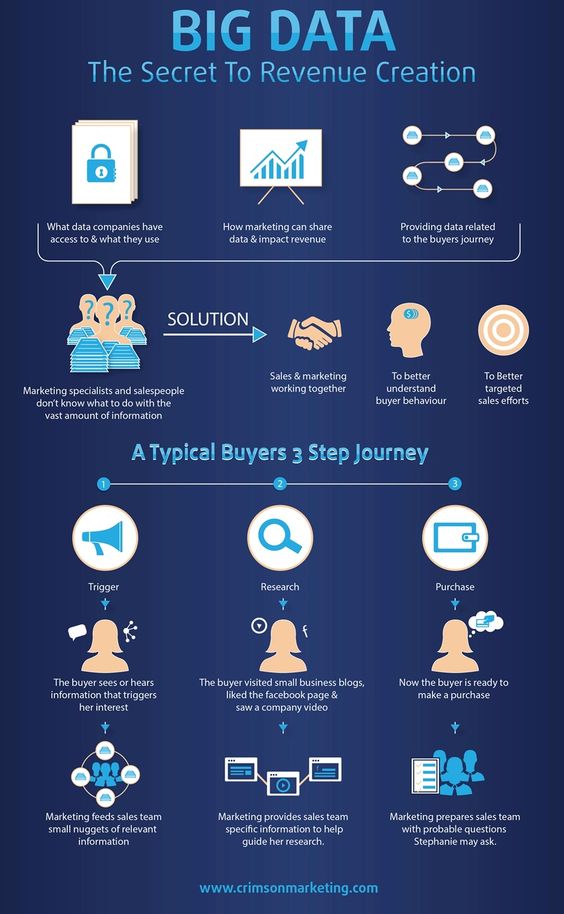 BIG DATA
The Secret To Revenue Creation
What data companies have
access to & what they use
How marketing can share
data & impact revenue
Providing data related
to the buyers journey
? ? ?
Marketing specialists and salespeople
don't know what to do with the
vast amount of information
SOLUTION
Sales & marketing
working together
$
To better
understand
buyer behaviour
To Better
targeted
sales efforts
A Typical Buyers 3 Step Journey
1
2
3
Trigger
Research
Purchase
The buyer sees or hears
information that triggers
her interest
f
The buyer visited small business blogs,
liked the facebook page &
saw a company video
Now the buyer is ready to
make a purchase
Marketing feeds sales team
small nuggets of relevant
information
Marketing provides sales team
specific information to help
guide her research.
Marketing prepares sales team
with probable questions
Stephanie may ask.
www.crimsonmarketing.com